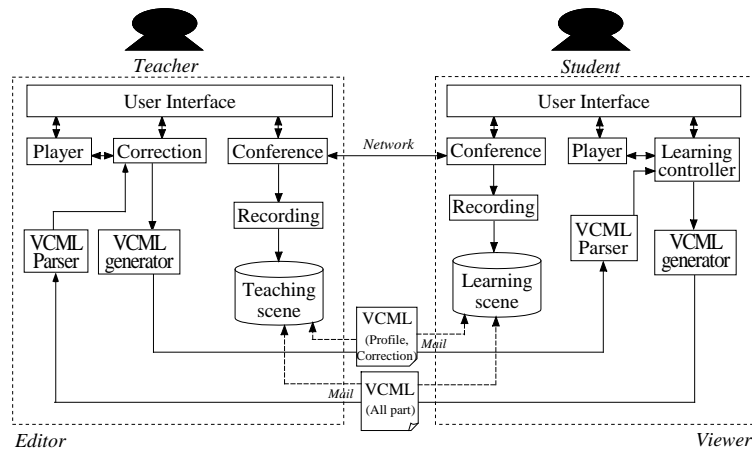 Teacher
Student
User Interface
User Interface
Player
Correction
Conference
Network
Conference
Player
Learning
controller
Recording
Recording
VCML
Parser
VCML
generator
VCML
Parser
VCML
generator
Teaching
scene
Learning
scene
VCML
(Profile,
Correction)
Mail
Mail
VCML
(All part)
Editor
Viewer